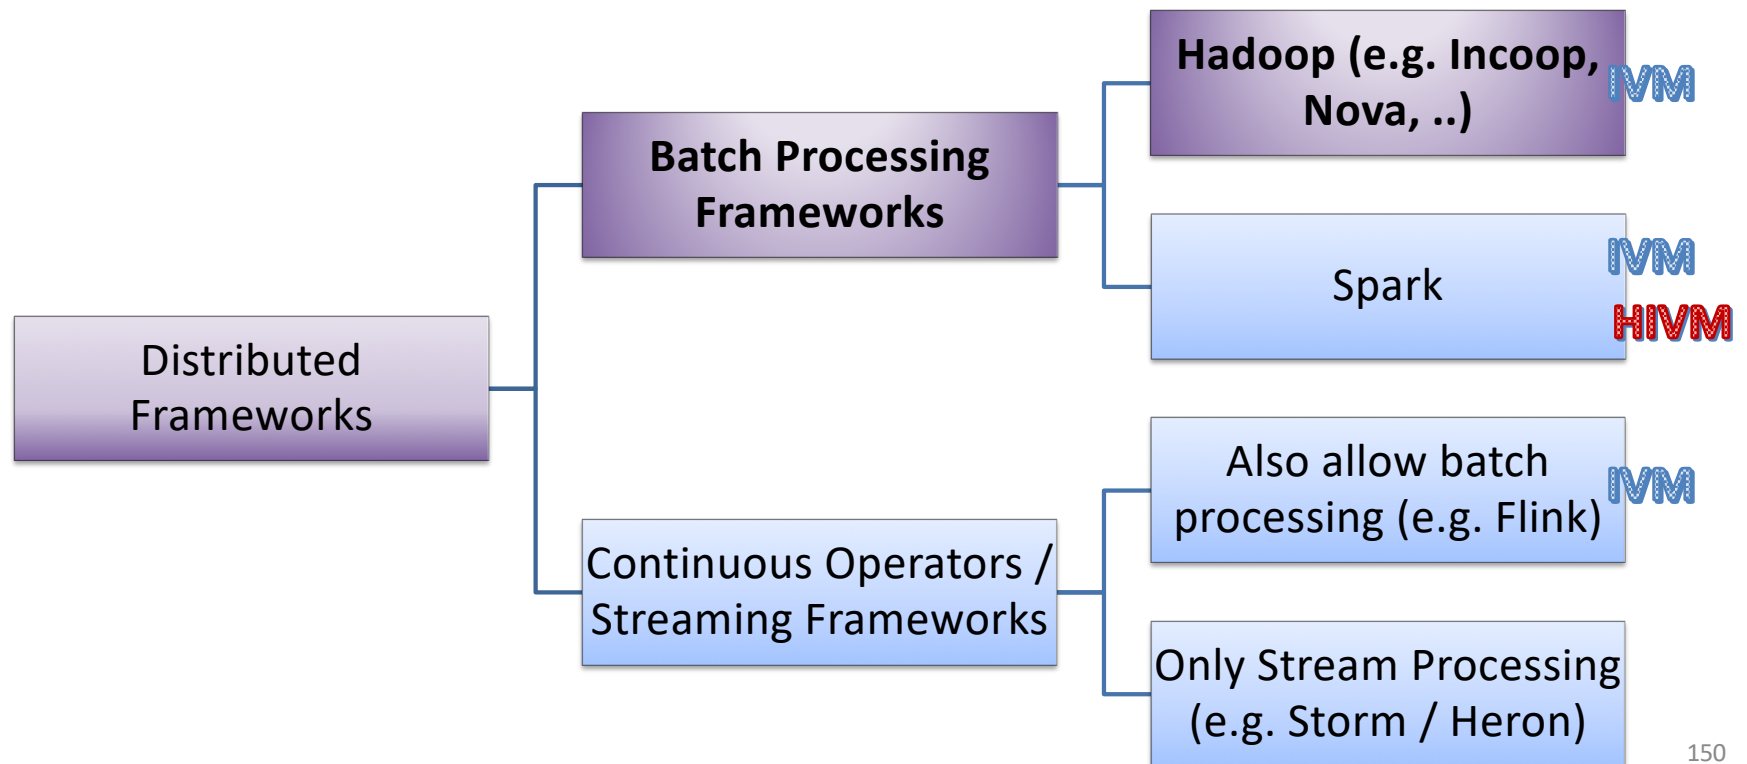 Distributed
Frameworks
Batch Processing
Frameworks
Hadoop (e.g. Incoop,
Nova, ..)
IVM
Spark
IVM
HIVM
Continuous Operators /
Streaming Frameworks
Also allow batch
processing (e.g. Flink)
IVM
Only Stream Processing
(e.g. Storm / Heron)
150